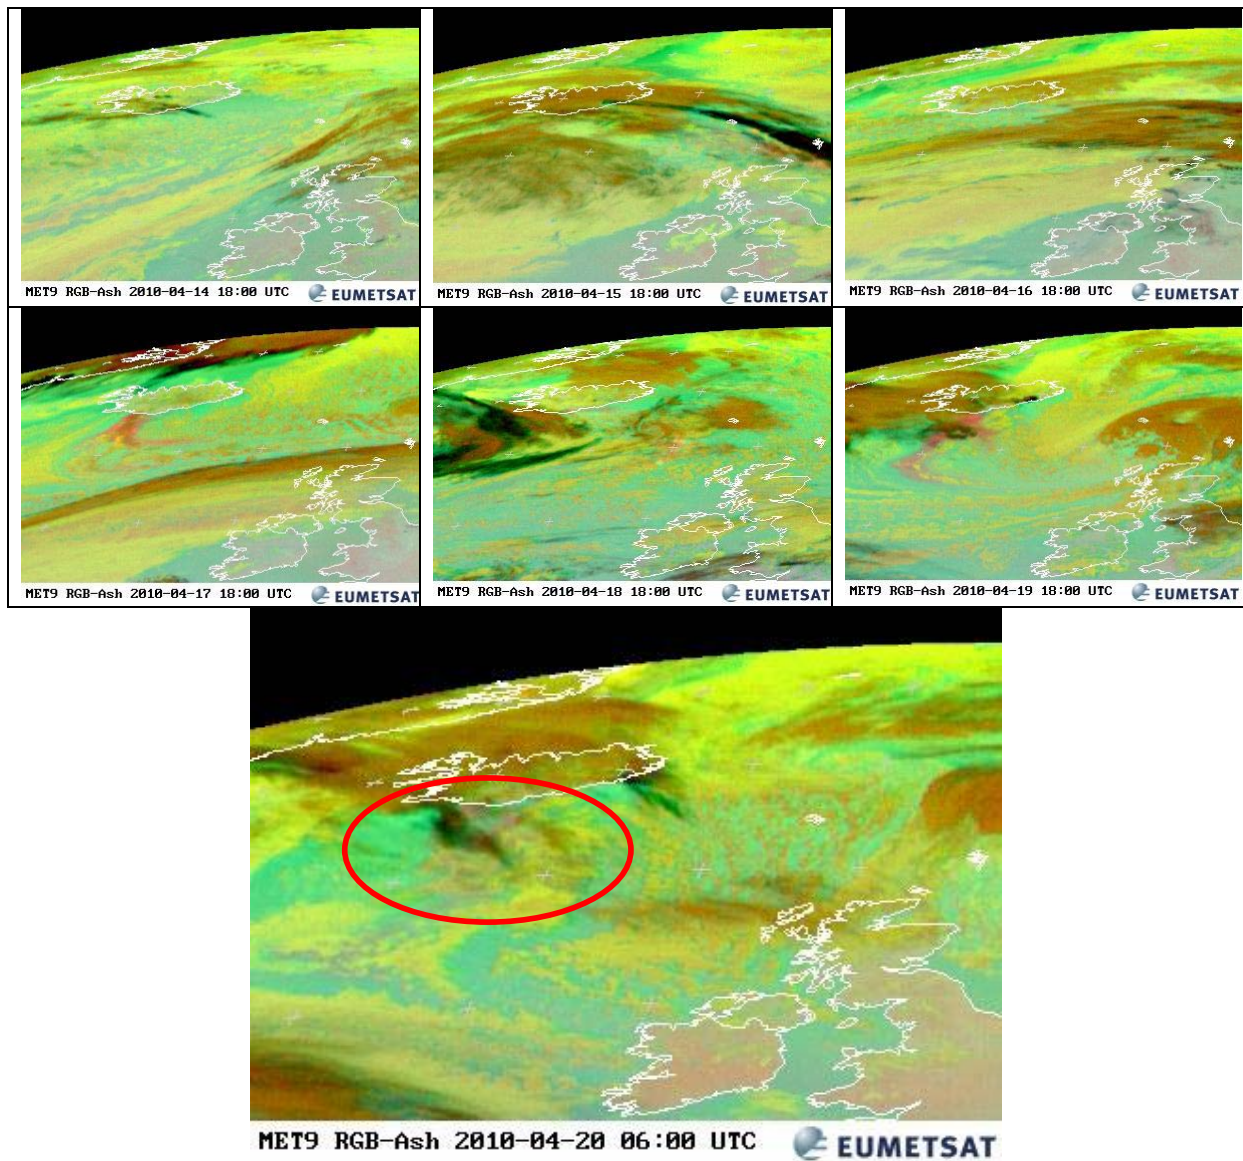 MET9 RGB-Ash 2010-04-14 18:00 UTC EUMETSAT
MET9 RGB-Ash 2010-04-15 18:00 UTC EUMETSAT
MET9 RGB-Ash 2010-04-16 18:00 UTC EUMETSAT
MET9 RGB-Ash 2010-04-17 18:00 UTC EUMETSAT
MET9 RGB-Ash 2010-04-18 18:00 UTC EUMETSAT
MET9 RGB-Ash 2010-04-19 18:00 UTC EUMETSAT
MET9 RGB-Ash 2010-04-20 06:00 UTC EUMETSAT